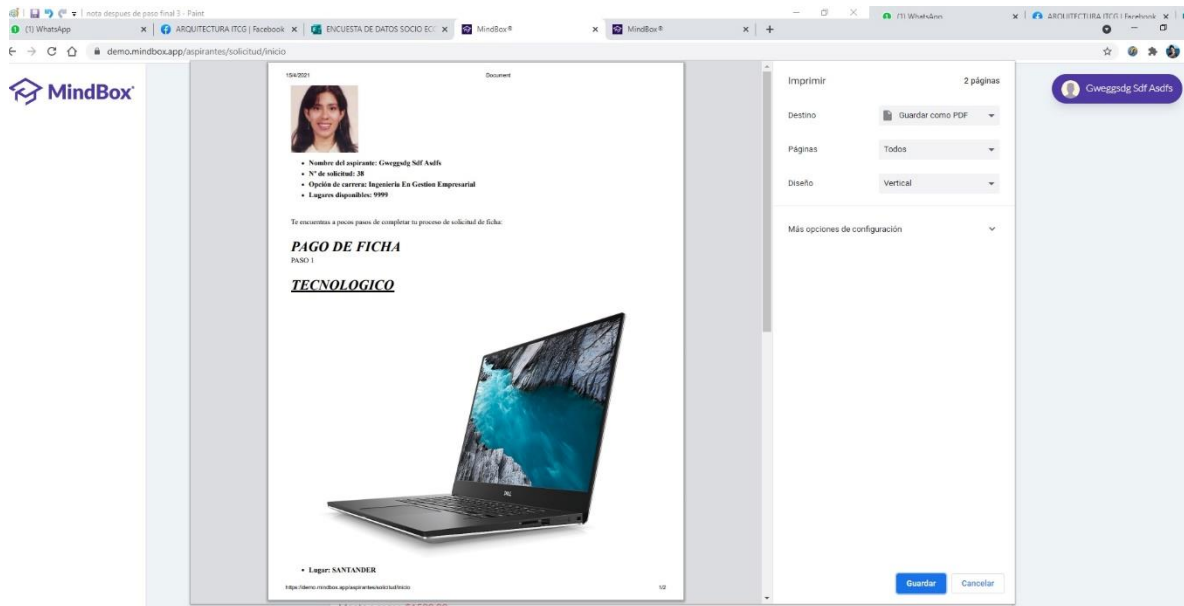 nota despues de paso final 3 - Paint
(1) WhatsApp
ARQUITECTURA ITCG | Facebook
ENCUESTA DE DATOS SOCIO EC
MindBox®
MindBox®
(1) WhatsApp
ARQUITECTURA ITCG | Facebook
demo.mindbox.app/aspirantes/solicitud/inicio
MindBox
Gweggsdg Sdf Asdfs
15/4/2021
Document
• Nombre del aspirante: Gweggsdg Sdf Asdfs
• N° de solicitud: 38
• Opción de carrera: Ingenieria En Gestion Empresarial
• Lugares disponibles: 9999
Te encuentras a pocos pasos de completar tu proceso de solicitud de ficha:
PAGO DE FICHA
PASO 1
TECNOLOGICO
DELL
• Lugar: SANTANDER
https://demo.mindbox.app/aspirantes/solicitud/inicio
1/2
Imprimir
2 páginas
Destino
Guardar como PDF
Páginas
Todos
Diseño
Vertical
Más opciones de configuración
Guardar
Cancelar